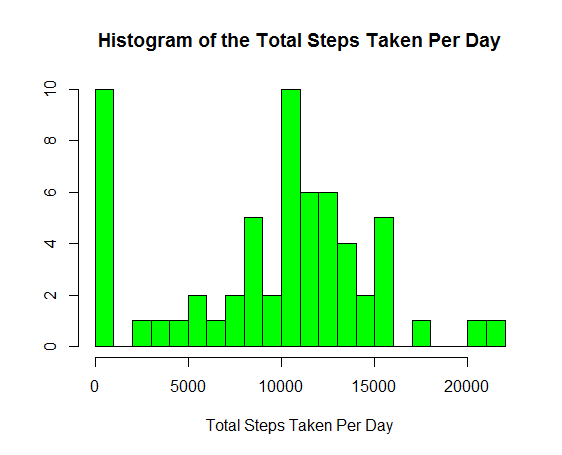 Histogram of the Total Steps Taken Per Day
10
8
6
4
2
0
0 5000 10000 15000 20000
Total Steps Taken Per Day